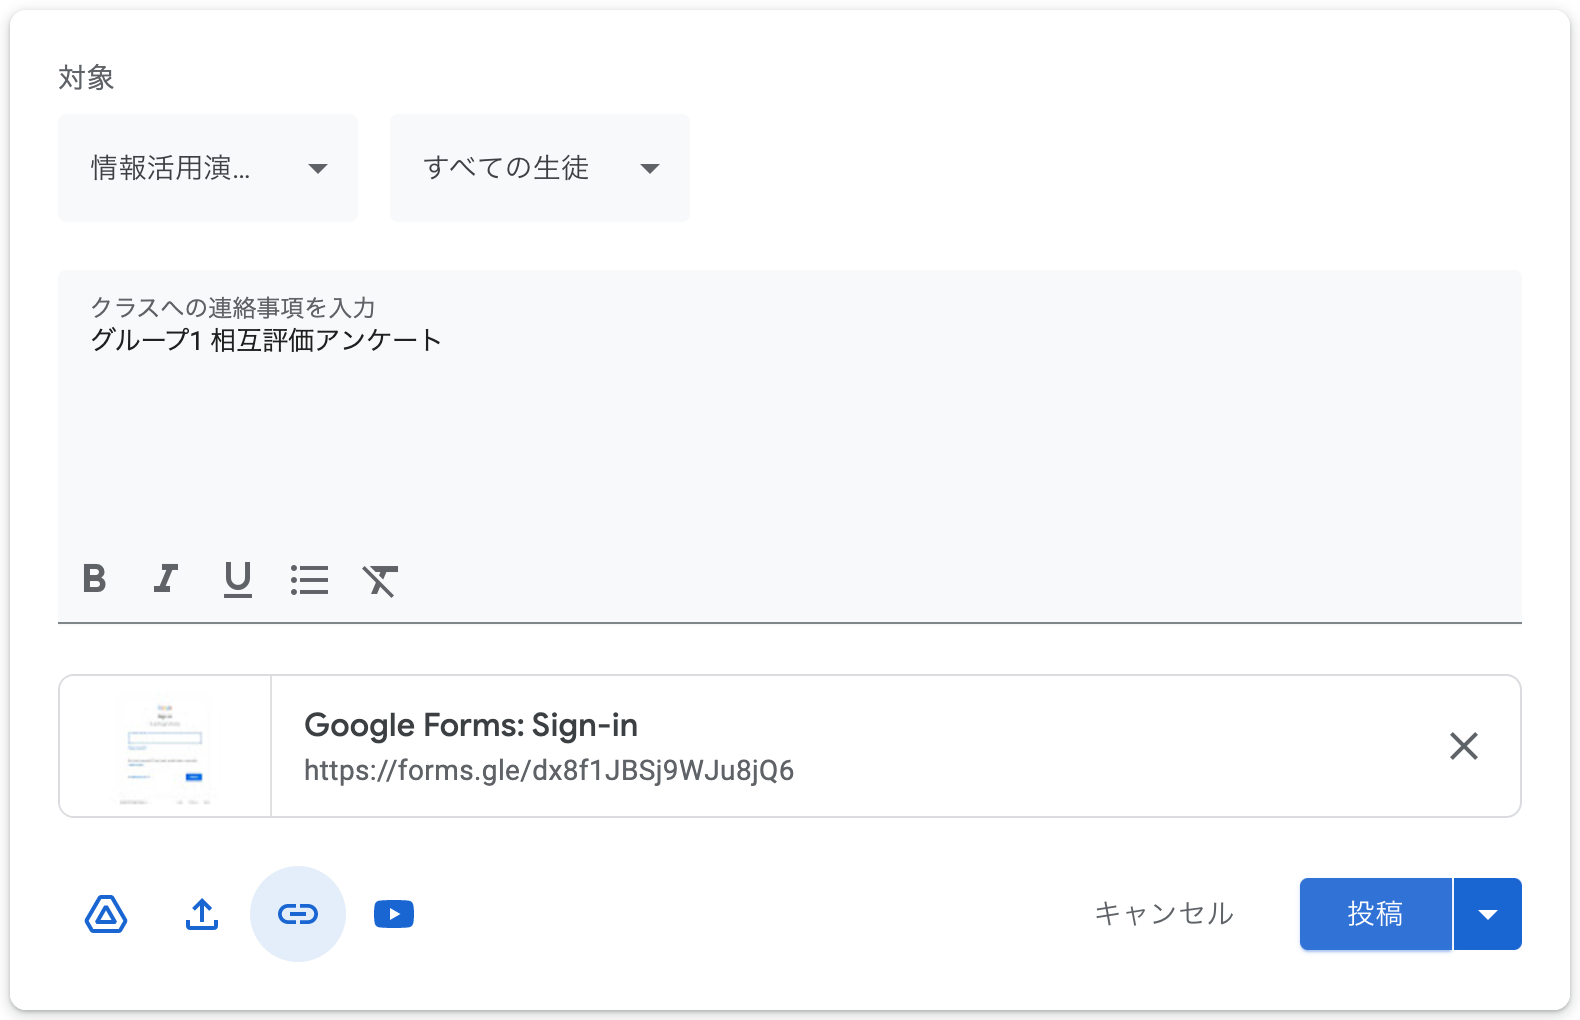 対象
情報活用演...
すべての生徒
クラスへの連絡事項を入力
グループ1 相互評価アンケート
B I U
Google Forms: Sign-in
https://forms.gle/dx8f1JBSj9WJu8jQ6
キャンセル
投稿